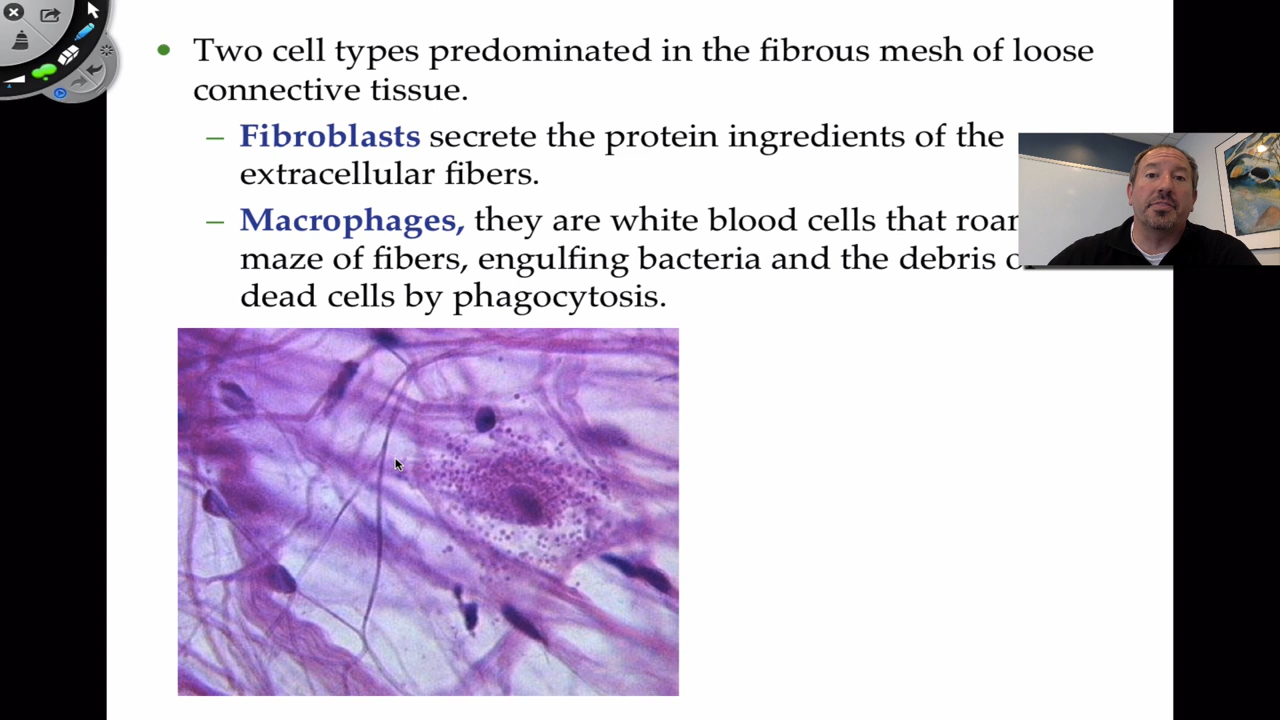 • Two cell types predominated in the fibrous mesh of loose
connective tissue.
– Fibroblasts secrete the protein ingredients of the
extracellular fibers.
– Macrophages, they are white blood cells that
maze of fibers, engulfing bacteria and the debris
dead cells by phagocytosis.